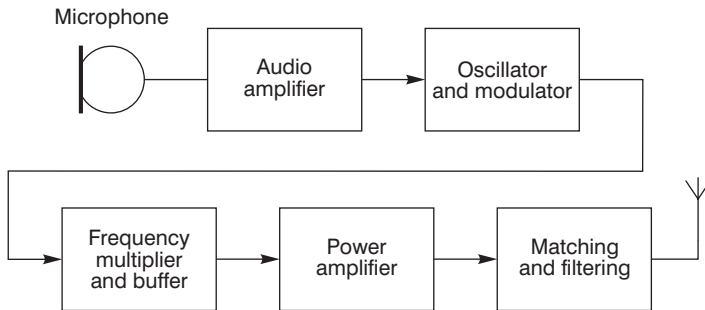 Microphone
Audio
amplifier
Oscillator
and modulator
Frequency
multiplier
and buffer
Power
amplifier
Matching
and filtering